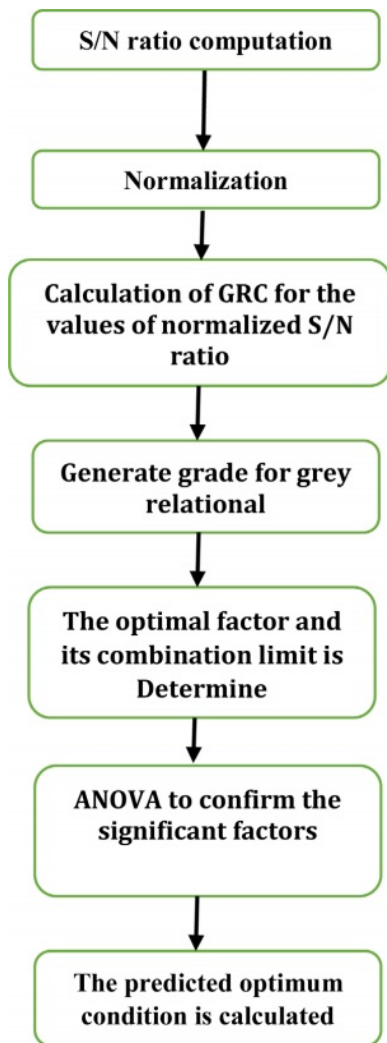 S/N ratio computation
Normalization
Calculation of GRC for the
values of normalized S/N
ratio
Generate grade for grey
relational
The optimal factor and
its combination limit is
Determine
ANOVA to confirm the
significant factors
The predicted optimum
condition is calculated